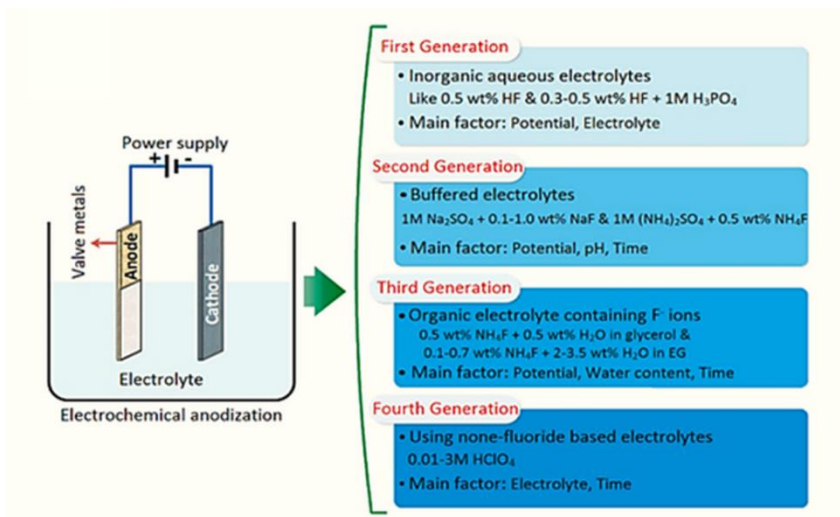 Power supply
+ -
Valve metals
Anode
Cathode
Electrolyte
Electrochemical anodization
First Generation
• Inorganic aqueous electrolytes
Like 0.5 wt% HF & 0.3-0.5 wt% HF + 1M H₃PO₄
• Main factor: Potential, Electrolyte
Second Generation
• Buffered electrolytes
1M Na₂SO₄ + 0.1-1.0 wt% NaF & 1M (NH₄)₂SO₄ + 0.5 wt% NH₄F
• Main factor: Potential, pH, Time
Third Generation
• Organic electrolyte containing F⁻ ions
0.5 wt% NH₄F + 0.5 wt% H₂O in glycerol &
0.1-0.7 wt% NH₄F + 2-3.5 wt% H₂O in EG
• Main factor: Potential, Water content, Time
Fourth Generation
• Using none-fluoride based electrolytes
0.01-3M HClO₄
• Main factor: Electrolyte, Time